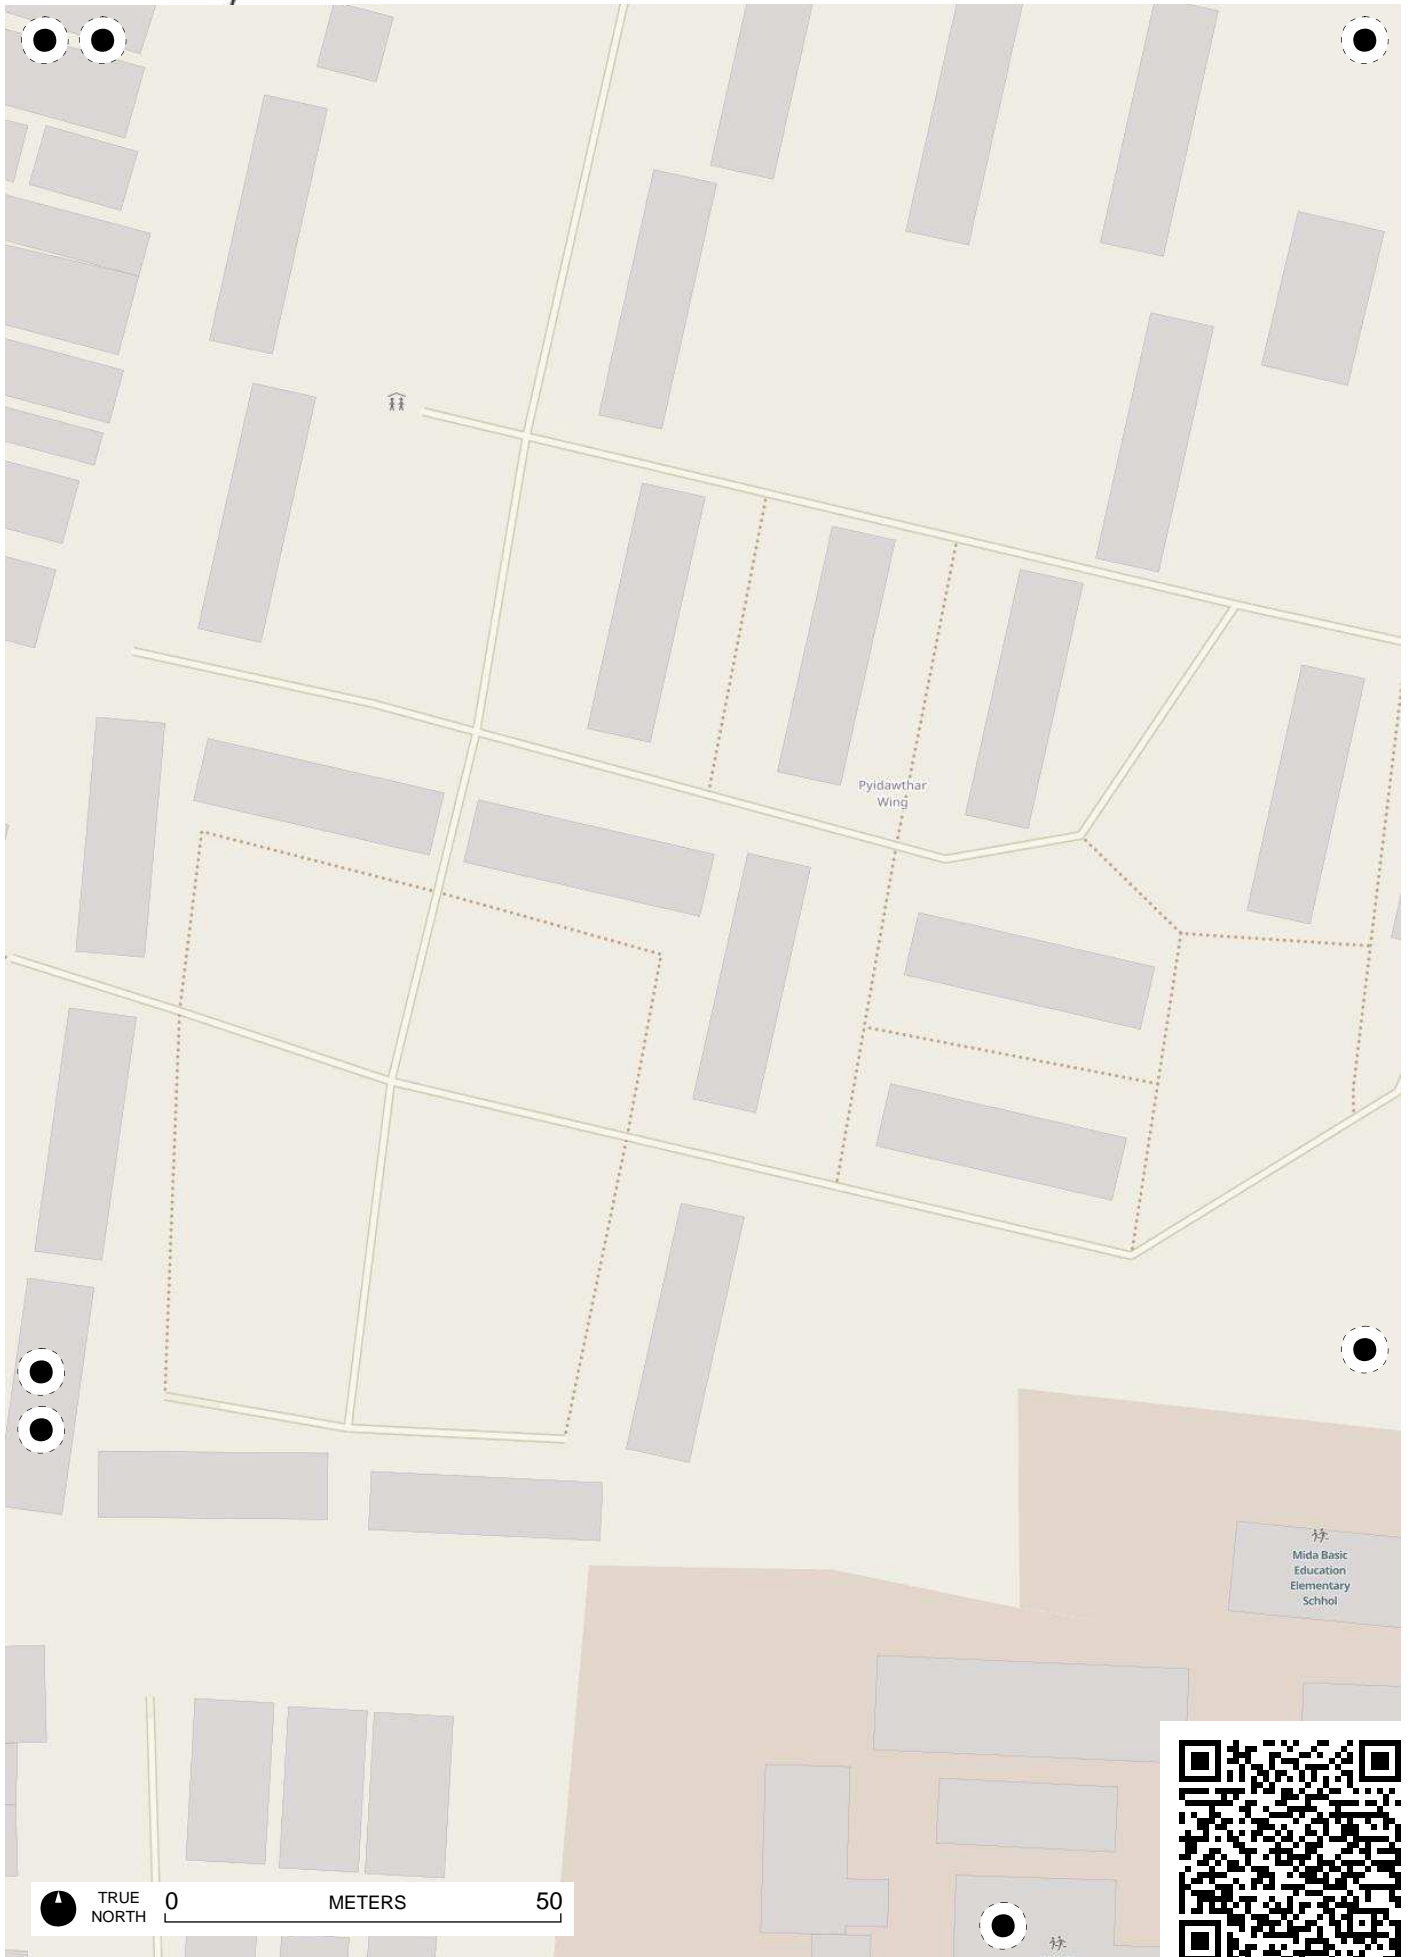 Pyidawthar
Wing
Mida Basic
Education
Elementary
Schhol
TRUE
NORTH
0 METERS 50